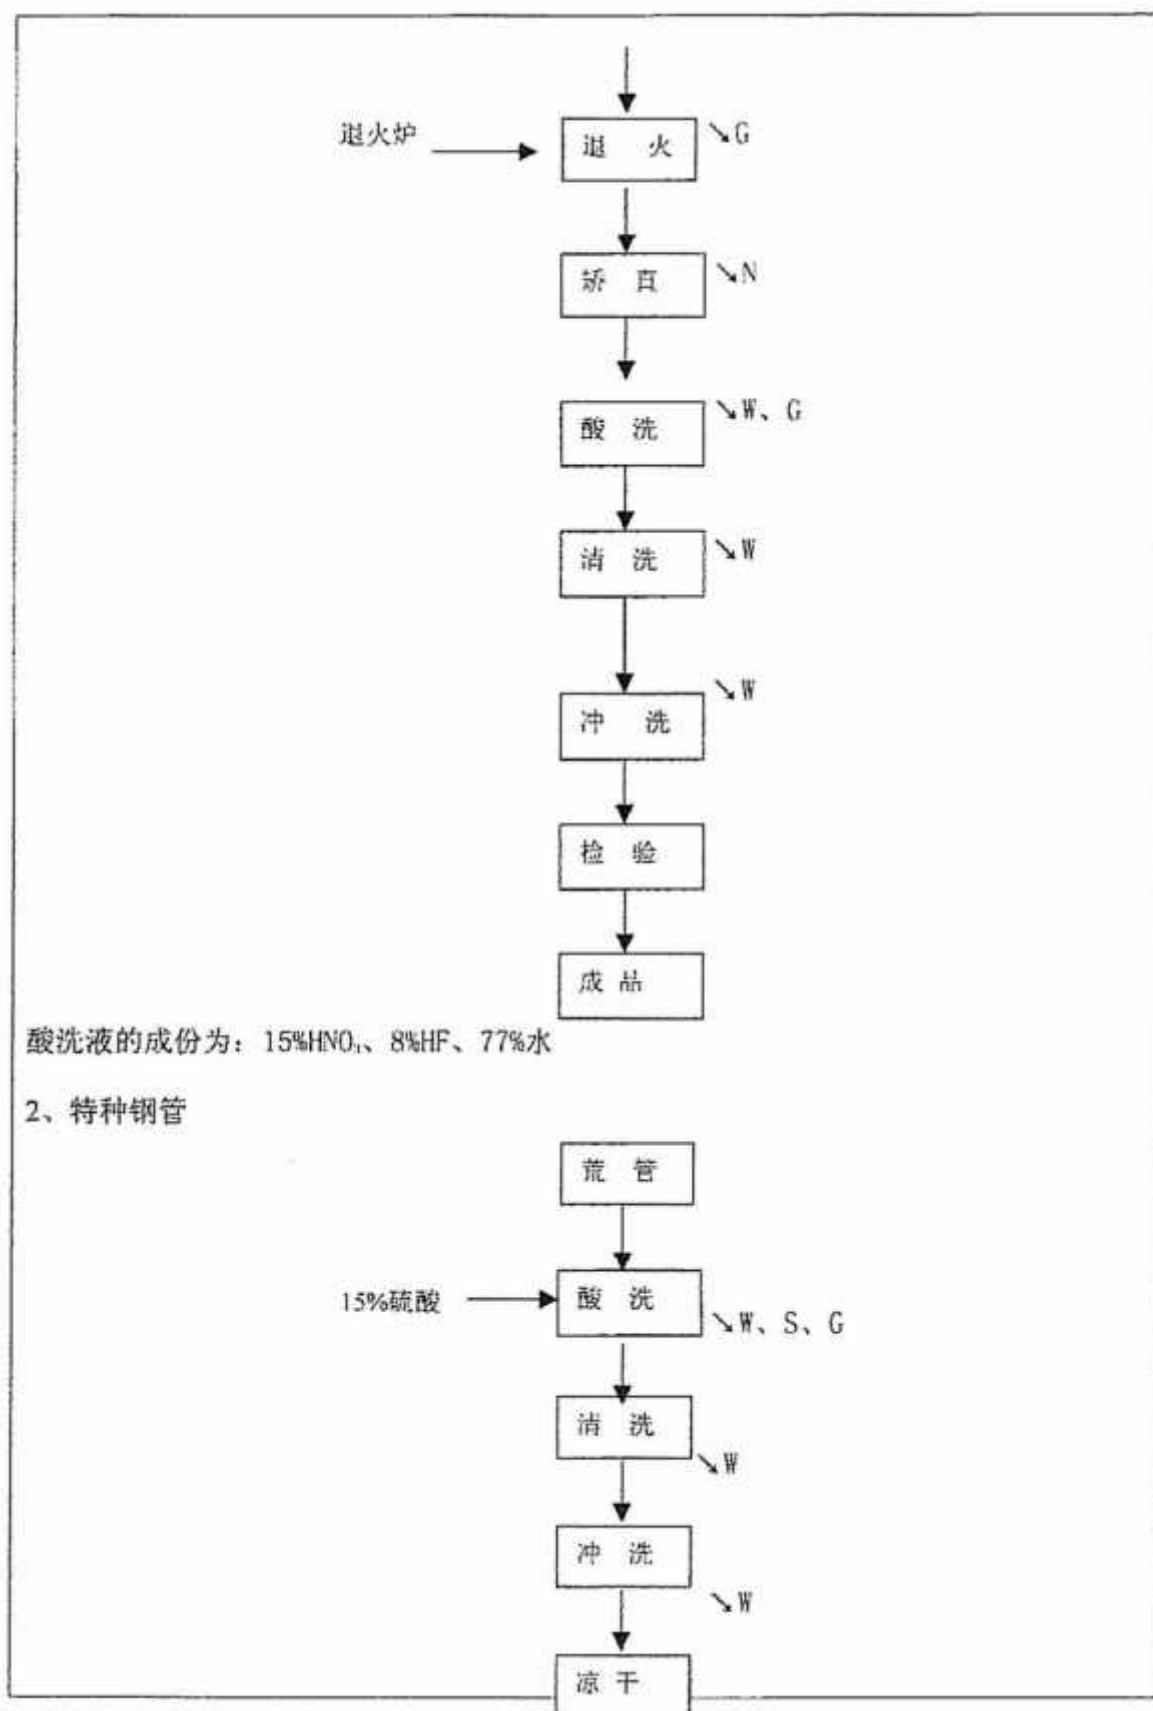 退火炉
退 火
↘G
矫 直
↘N
酸 洗
↘W、G
清 洗
↘W
冲 洗
↘W
检 验
成 品
酸洗液的成份为：15%HNO₃、8%HF、77%水
2、特种钢管
荒 管
15%硫酸
酸 洗
↘W、S、G
清 洗
↘W
冲 洗
↘W
凉 干